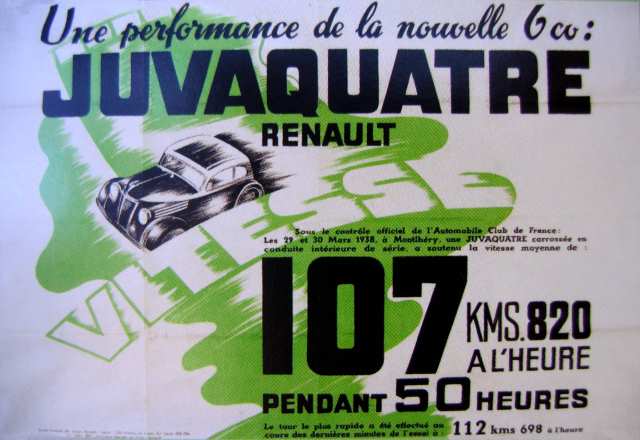 Une performance de la nouvelle 6 cv:
JUVAQUATRE
RENAULT
VITESSE
Sous le contrôle officiel de l'Automobile Club de France:
Les 29 et 30 Mars 1938, à Montlhéry, une JUVAQUATRE carrossée en
conduite intérieure de série, a soutenu la vitesse moyenne de :
107 KMS.820
A L'HEURE
PENDANT 50 HEURES
Le tour le plus rapide a été effectué au
cours des dernières minutes de l'essai à : 112 kms 698 à l'heure